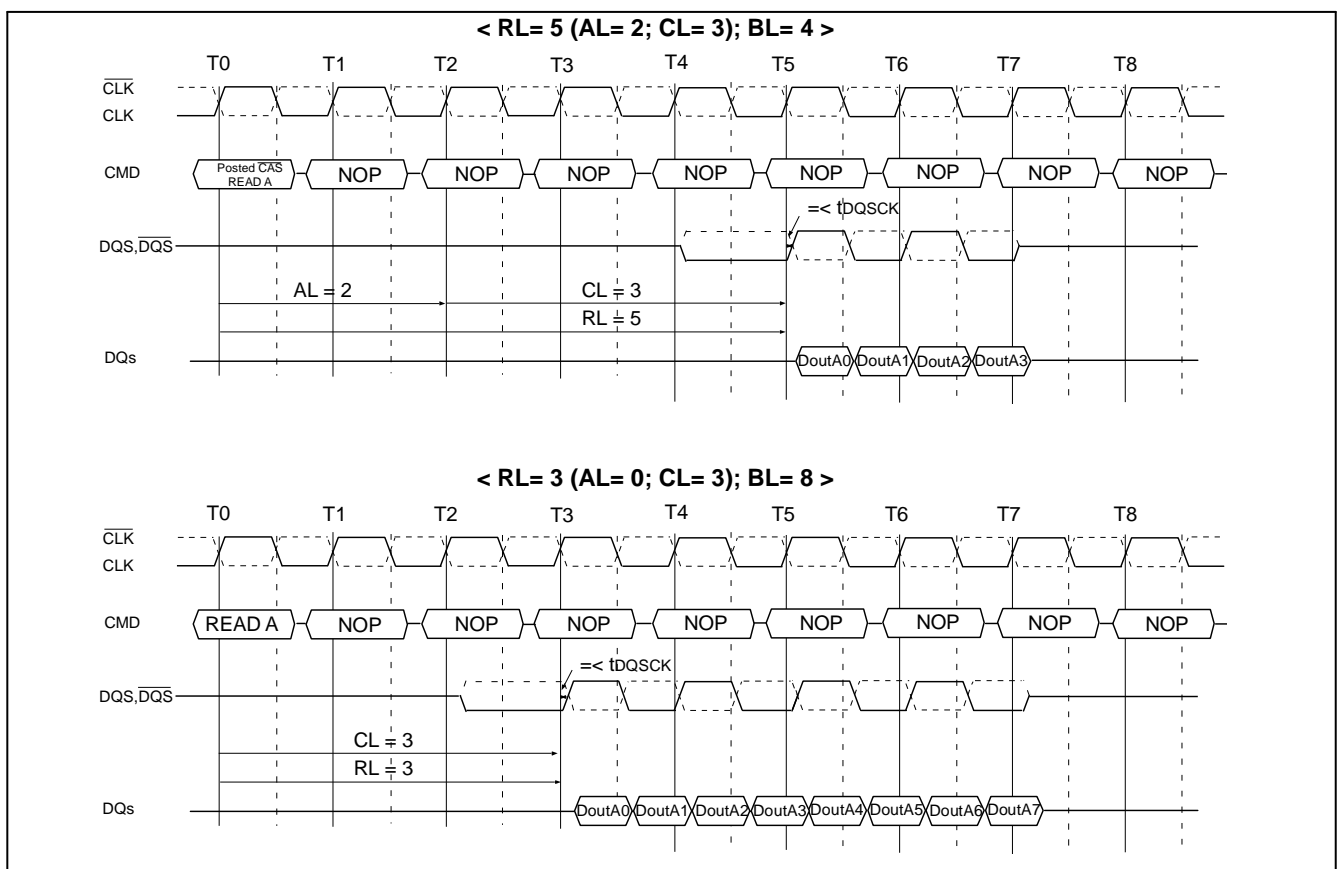 < RL= 5 (AL= 2; CL= 3); BL= 4 >
T0 T1 T2 T3 T4 T5 T6 T7 T8
CLK
CLK
CMD Posted CAS READ A NOP NOP NOP NOP NOP NOP NOP NOP
=< tDQSCK
DQS,DQS
AL = 2 CL = 3
RL = 5
DQs DoutA0 DoutA1 DoutA2 DoutA3
< RL= 3 (AL= 0; CL= 3); BL= 8 >
T0 T1 T2 T3 T4 T5 T6 T7 T8
CLK
CLK
CMD READ A NOP NOP NOP NOP NOP NOP NOP NOP
=< tDQSCK
DQS,DQS
CL = 3
RL = 3
DQs DoutA0 DoutA1 DoutA2 DoutA3 DoutA4 DoutA5 DoutA6 DoutA7